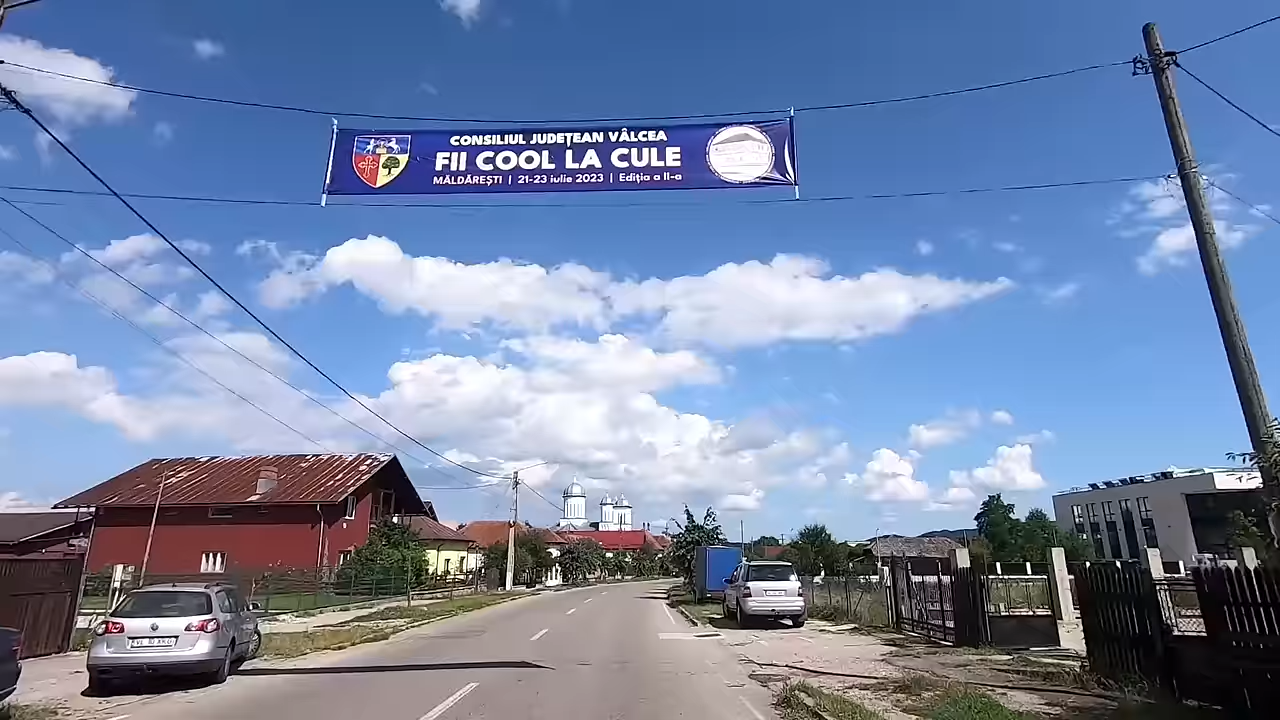 CONSILIUL JUDEȚEAN VÂLCEA
FII COOL LA CULE
MĂLDĂREȘTI | 21-23 iulie 2023 | Ediția a II-a